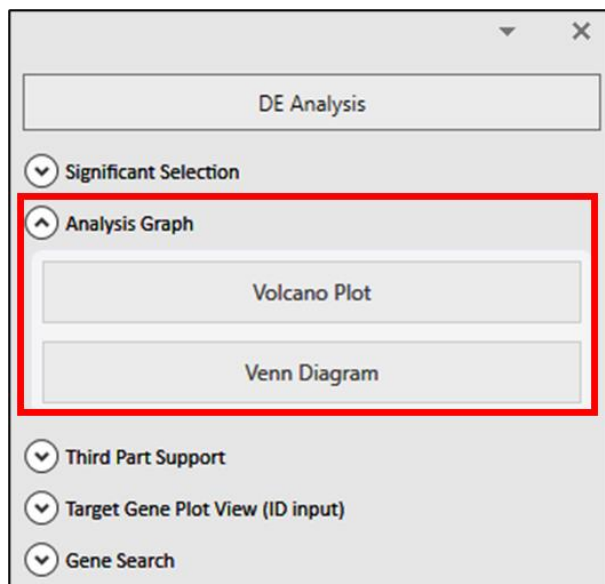 DE Analysis
Significant Selection
Analysis Graph
Volcano Plot
Venn Diagram
Third Part Support
Target Gene Plot View (ID input)
Gene Search